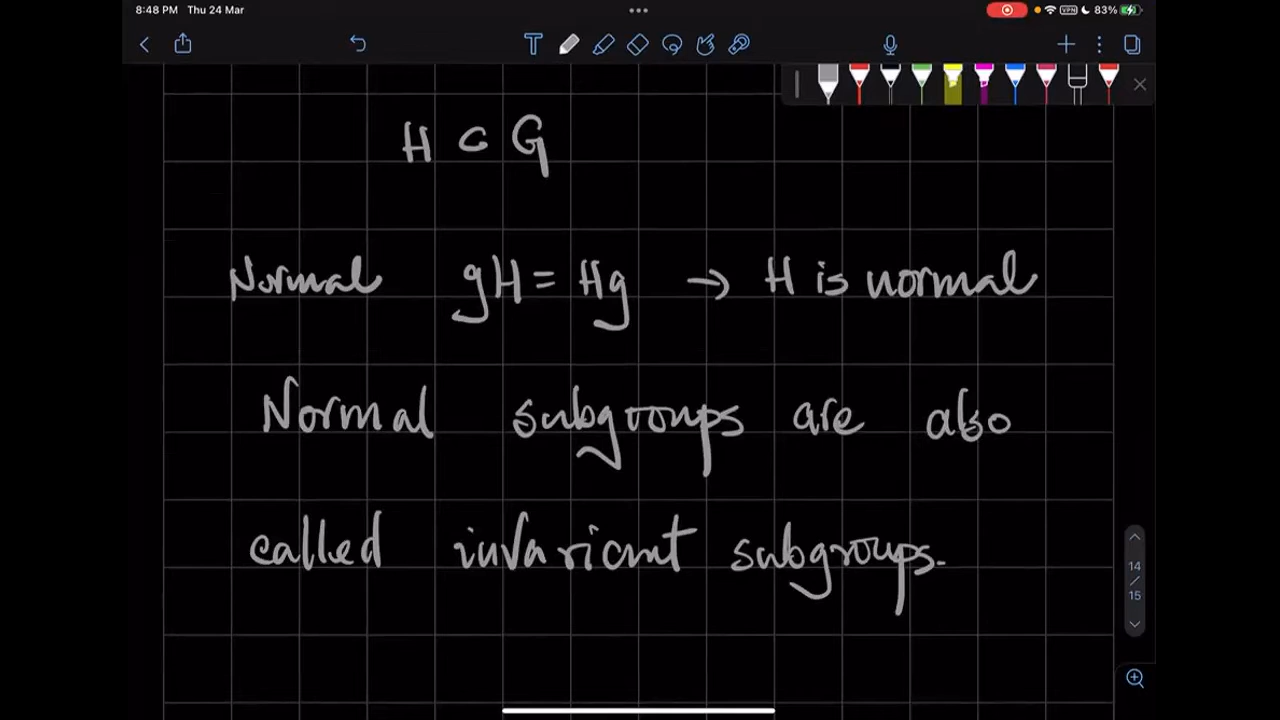 8:48 PM Thu 24 Mar
VPN 83%
H ⊂ G
Normal gH = Hg → H is normal
Normal subgroups are also
called invariant subgroups.
14
/
15